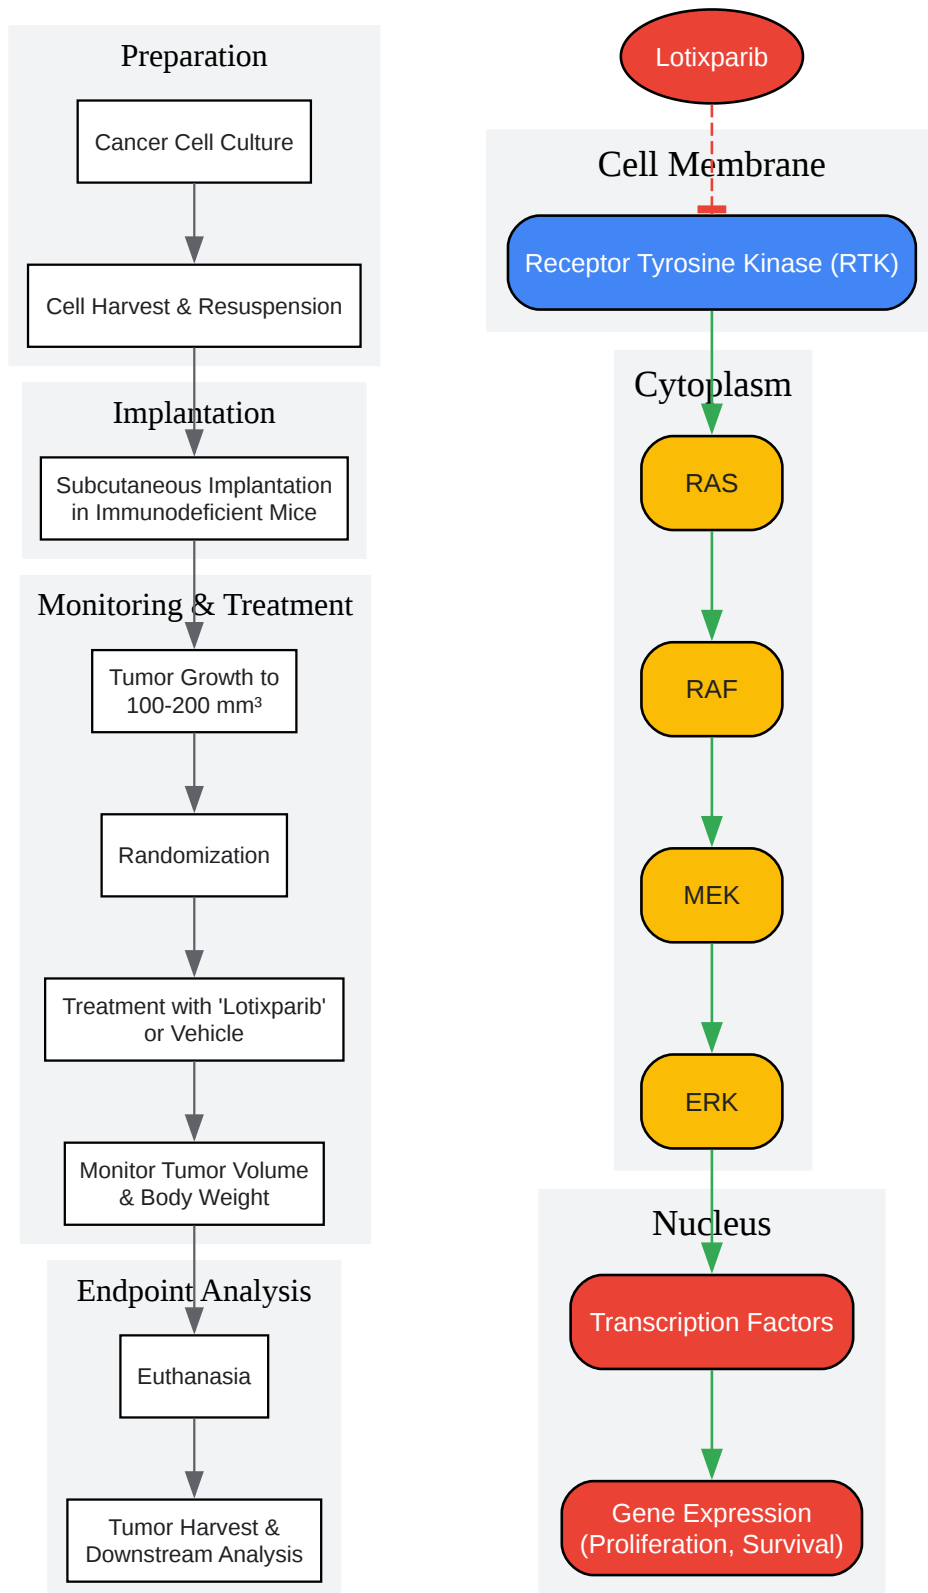 Preparation
Cancer Cell Culture
Cell Harvest & Resuspension
Implantation
Subcutaneous Implantation
in Immunodeficient Mice
Monitoring & Treatment
Tumor Growth to
100-200 mm³
Randomization
Treatment with 'Lotixparib'
or Vehicle
Monitor Tumor Volume
& Body Weight
Endpoint Analysis
Euthanasia
Tumor Harvest &
Downstream Analysis
Lotixparib
Cell Membrane
Receptor Tyrosine Kinase (RTK)
Cytoplasm
RAS
RAF
MEK
ERK
Nucleus
Transcription Factors
Gene Expression
(Proliferation, Survival)